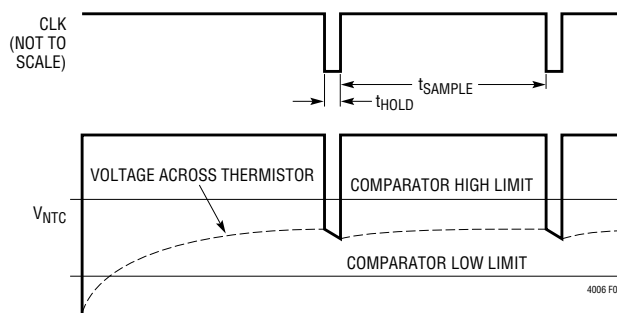 CLK
(NOT TO
SCALE)
tSAMPLE
tHOLD
VOLTAGE ACROSS THERMISTOR
COMPARATOR HIGH LIMIT
VNTC
COMPARATOR LOW LIMIT
4006 F0